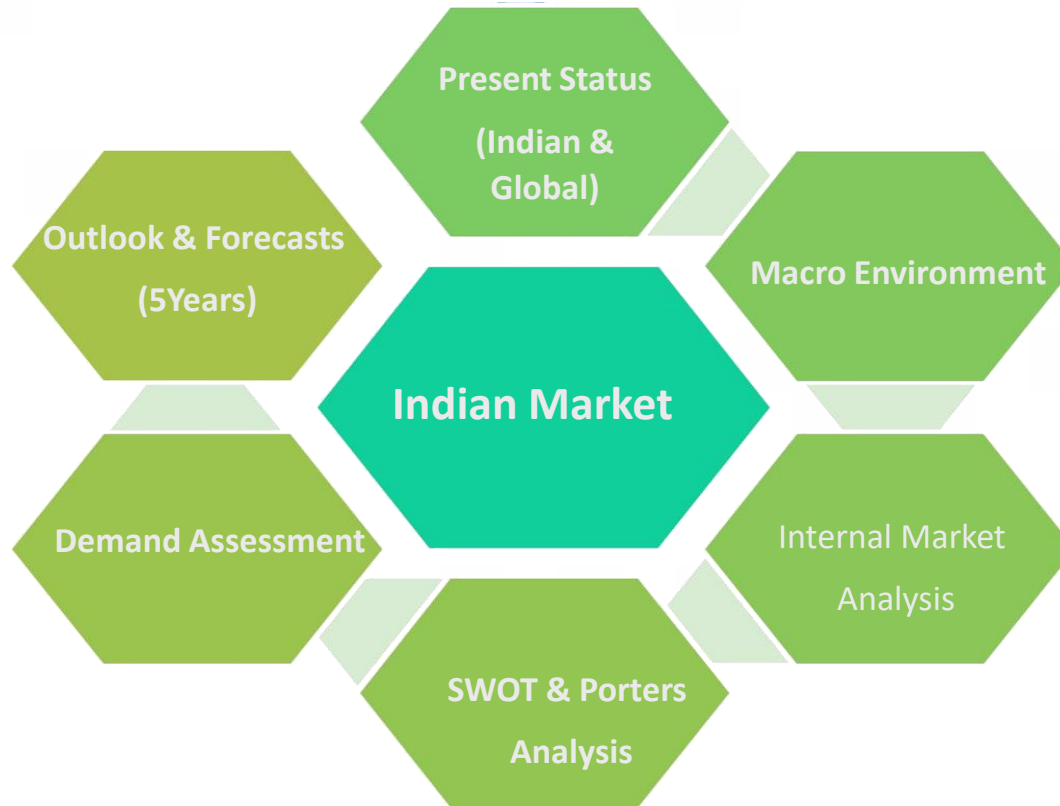 Present Status
(Indian &
Global)
Macro Environment
Internal Market
Analysis
SWOT & Porters
Analysis
Demand Assessment
Outlook & Forecasts
(5Years)
Indian Market